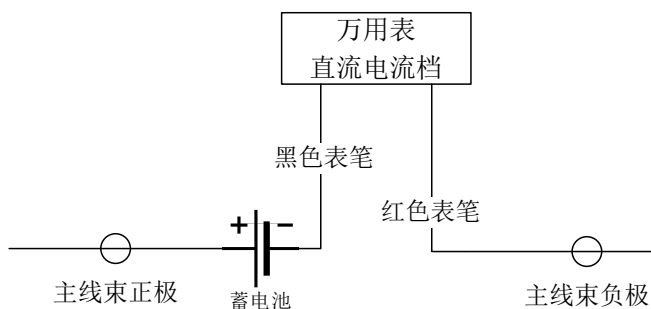 万用表
直流电流档
黑色表笔
红色表笔
+ -
主线束正极
蓄电池
主线束负极